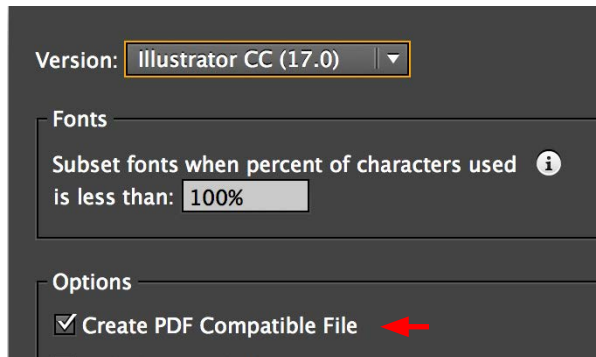 Version: Illustrator CC (17.0)
Fonts
Subset fonts when percent of characters used
is less than: 100%
Options
Create PDF Compatible File